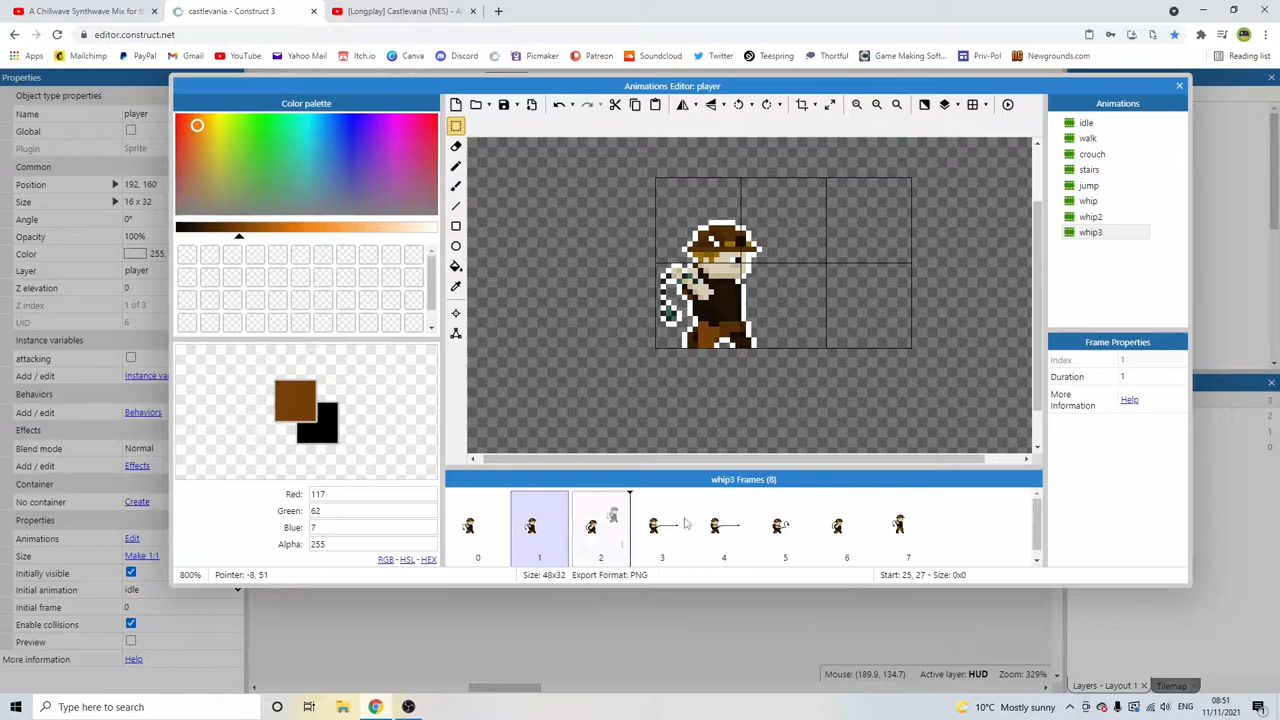 A Chillwave Synthwave Mix for th
castlevania - Construct 3
[Longplay] Castlevania (NES) - A
editor.construct.net
Apps
Mailchimp
PayPal
Gmail
YouTube
Yahoo Mail
Itch.io
Canva
Discord
Picmaker
Patreon
Soundcloud
Twitter
Teespring
Thortful
Game Making Soft...
Priv-Pol
Newgrounds.com
Reading list
Properties
Object type properties
Name
player
Global
Plugin
Sprite
Common
Position
192, 160
Size
16 x 32
Angle
0°
Opacity
100%
Color
255,
Layer
player
Z elevation
0
Z index
1 of 3
UID
6
Instance variables
attacking
Add / edit
Instance va
Behaviors
Add / edit
Behaviors
Effects
Blend mode
Normal
Add / edit
Effects
Container
No container
Create
Properties
Animations
Edit
Size
Make 1:1
Initially visible
Initial animation
idle
Initial frame
0
Enable collisions
Preview
More information
Help
Animations Editor: player
Color palette
Red:
117
Green:
62
Blue:
7
Alpha:
255
RGB - HSL - HEX
800%
Pointer: -8, 51
Size: 48x32
Export Format: PNG
Start: 25, 27 - Size: 0x0
whip3 Frames (8)
0
1
2
1
3
4
5
6
7
Animations
idle
walk
crouch
stairs
jump
whip
whip2
whip3
Frame Properties
Index
1
Duration
1
More
Information
Help
3
2
1
0
Mouse: (189.9, 134.7)
Active layer: HUD
Zoom: 329%
Layers - Layout 1
Tilemap
Type here to search
10°C Mostly sunny
ENG
08:51
11/11/2021